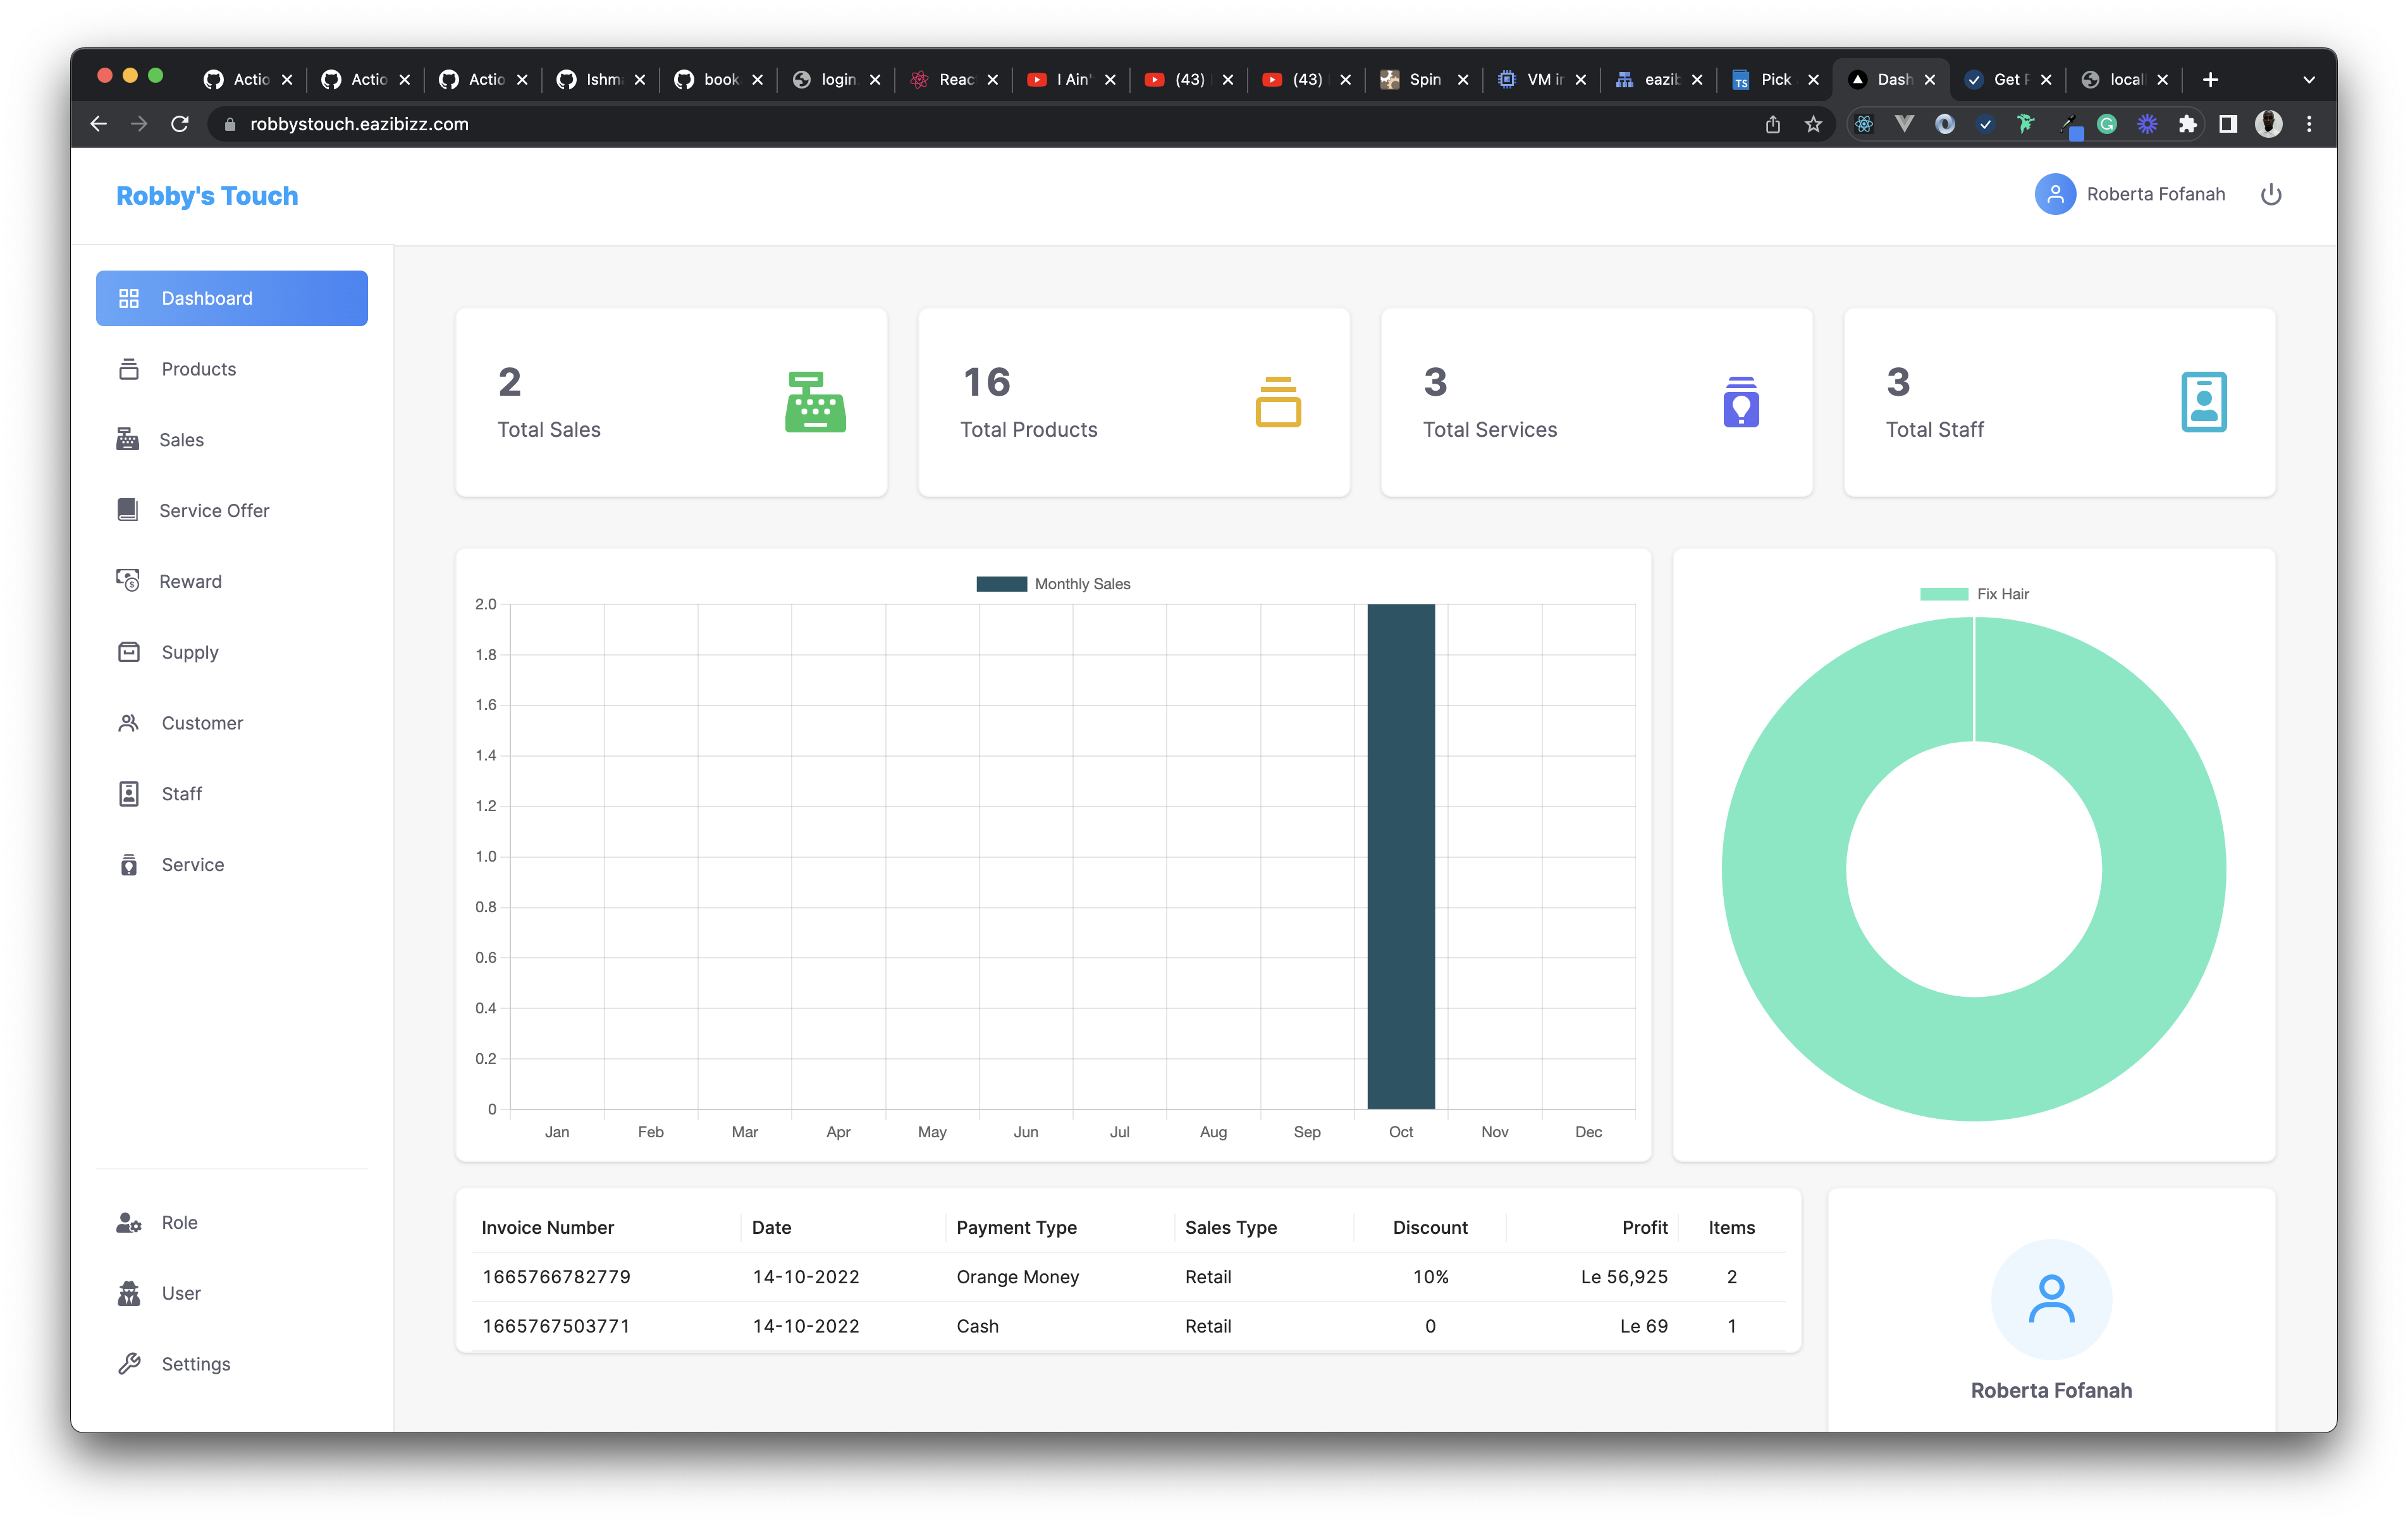 Actio Actio Actio Ishm book login. Reac I Ain' (43) (43) Spin VM in eazib Pick Dash Get locall
robbystouch.eazibizz.com
Robby's Touch
Roberta Fofanah
Dashboard
Products
Sales
Service Offer
Reward
Supply
Customer
Staff
Service
Role
User
Settings
2
Total Sales
16
Total Products
3
Total Services
3
Total Staff
Monthly Sales
2.0
1.8
1.6
1.4
1.2
1.0
0.8
0.6
0.4
0.2
0
Jan Feb Mar Apr May Jun Jul Aug Sep Oct Nov Dec
Fix Hair
Invoice Number Date Payment Type Sales Type Discount Profit Items
1665766782779 14-10-2022 Orange Money Retail 10% Le 56,925 2
1665767503771 14-10-2022 Cash Retail 0 Le 69 1
Roberta Fofanah